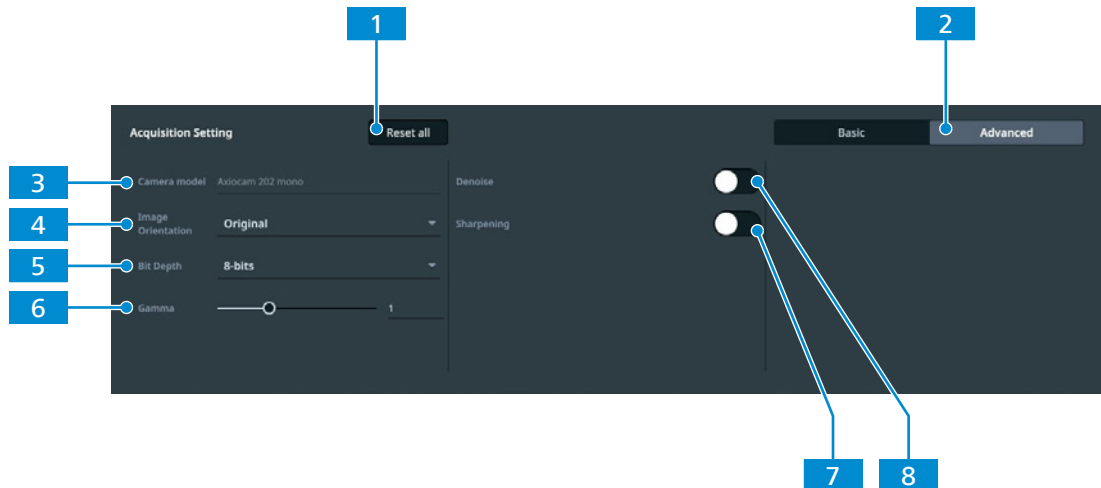 1
2
Acquisition Setting
Reset all
Basic
Advanced
3
Camera model
Axiocam 202 mono
Denoise
4
Image
Orientation
Original
Sharpening
5
Bit Depth
8-bits
6
Gamma
1
7
8